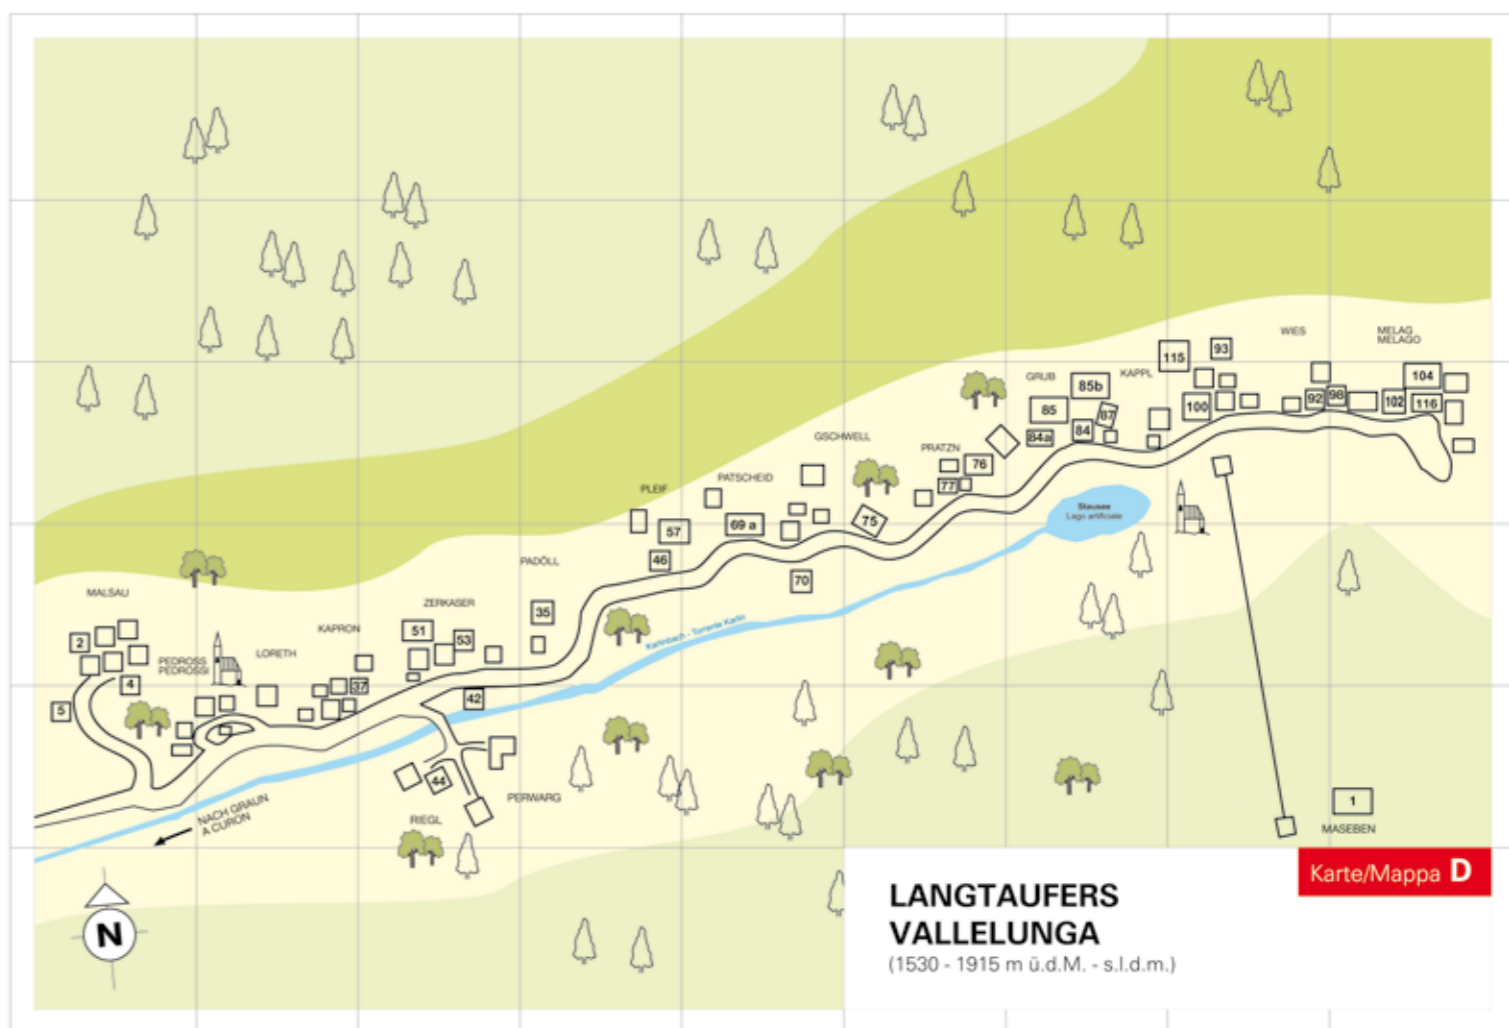 WIES
MELAG
MELAGO
115
93
GRUB
85b
KAPPL
104
85
87
100
92
98
102
116
84a
84
GSCHWELL
PRATZN
76
77
PLEIF
PATSCHEID
57
69 a
75
Stausee
Lago artificiale
46
70
PADÖLL
MALSAU
ZERKASER
35
Karlinbach - Torrente Karlin
2
KAPRON
51
53
PEDROSS
PEDROSSI
LORETH
4
37
42
5
44
PERWARG
RIEGL
NACH GRAUN
A CURON
1
MASEBEN
Karte/Mappa D
N
LANGTAUFERS
VALLELUNGA
(1530 - 1915 m ü.d.M. - s.l.d.m.)